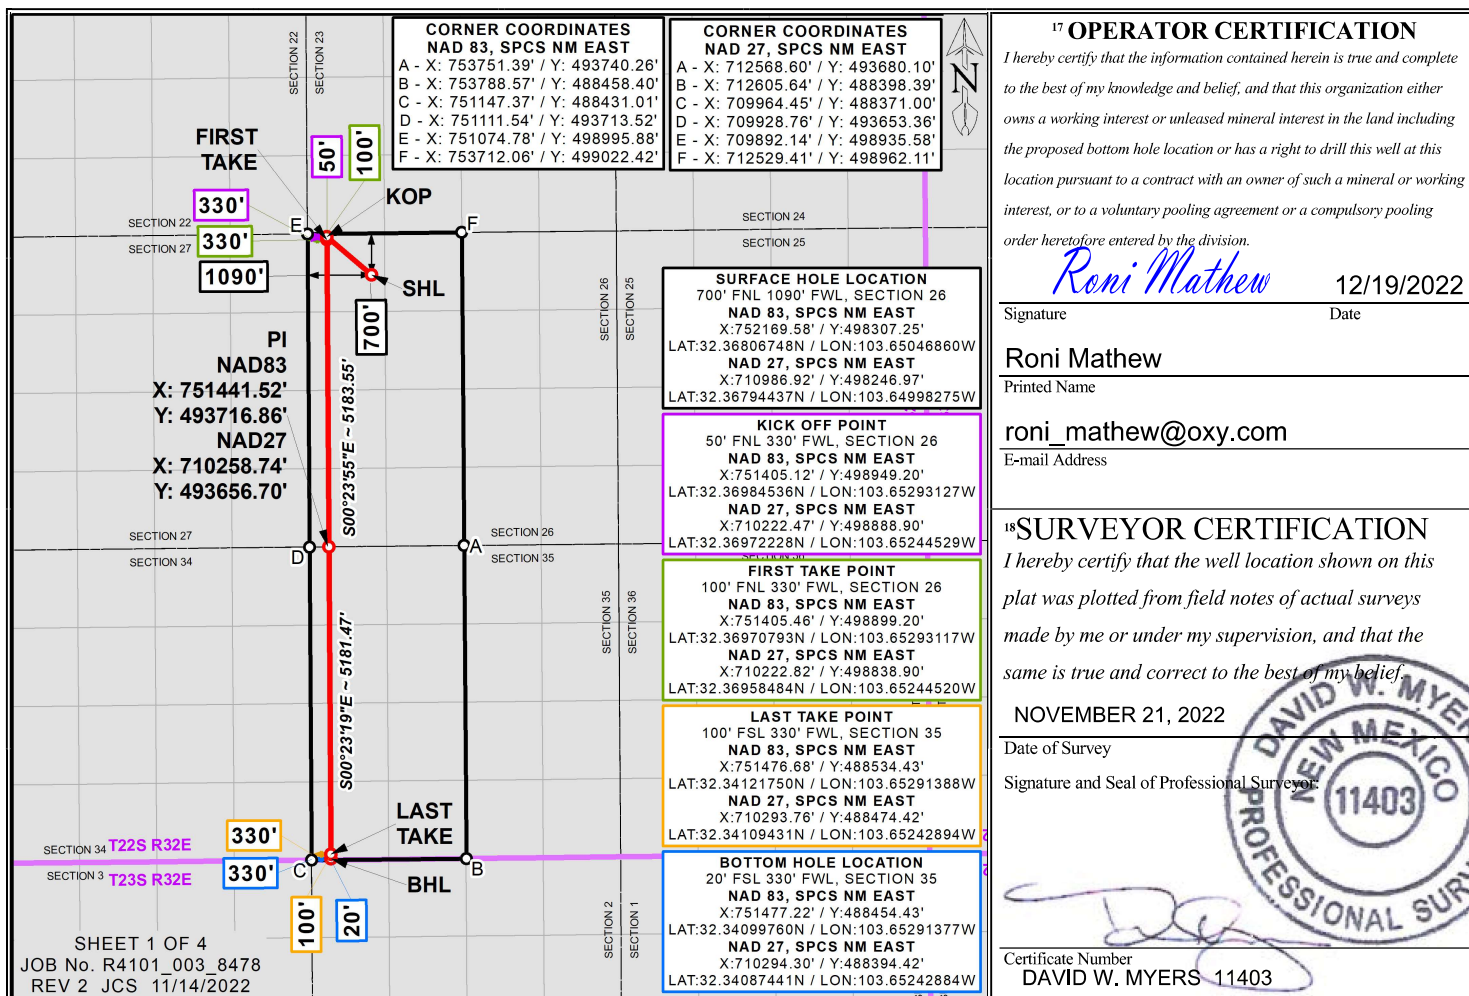 SECTION 22
SECTION 23
CORNER COORDINATES
NAD 83, SPCS NM EAST
A - X: 753751.39' / Y: 493740.26'
B - X: 753788.57' / Y: 488458.40'
C - X: 751147.37' / Y: 488431.01'
D - X: 751111.54' / Y: 493713.52'
E - X: 751074.78' / Y: 498995.88'
F - X: 753712.06' / Y: 499022.42'
CORNER COORDINATES
NAD 27, SPCS NM EAST
A - X: 712568.60' / Y: 493680.10'
B - X: 712605.64' / Y: 488398.39'
C - X: 709964.45' / Y: 488371.00'
D - X: 709928.76' / Y: 493653.36'
E - X: 709892.14' / Y: 498935.58'
F - X: 712529.41' / Y: 498962.11'
N
FIRST
TAKE
50'
100'
KOP
330'
SECTION 22
SECTION 27
330'
1090'
E
F
SECTION 24
SECTION 25
SHL
700'
SECTION 26
SECTION 25
PI
NAD83
X: 751441.52'
Y: 493716.86'
NAD27
X: 710258.74'
Y: 493656.70'
S00°23'55"E ~ 5183.55'
SECTION 27
SECTION 34
D
A
SECTION 26
SECTION 35
SECTION 35
SECTION 36
S00°23'19"E ~ 5181.47'
LAST
TAKE
330'
SECTION 34
T22S R32E
SECTION 3
T23S R32E
330'
C
B
BHL
100'
20'
SECTION 2
SECTION 1
SHEET 1 OF 4
JOB No. R4101_003_8478
REV 2 JCS 11/14/2022
SURFACE HOLE LOCATION
700' FNL 1090' FWL, SECTION 26
NAD 83, SPCS NM EAST
X:752169.58' / Y:498307.25'
LAT:32.36806748N / LON:103.65046860W
NAD 27, SPCS NM EAST
X:710986.92' / Y:498246.97'
LAT:32.36794437N / LON:103.64998275W
KICK OFF POINT
50' FNL 330' FWL, SECTION 26
NAD 83, SPCS NM EAST
X:751405.12' / Y:498949.20'
LAT:32.36984536N / LON:103.65293127W
NAD 27, SPCS NM EAST
X:710222.47' / Y:498888.90'
LAT:32.36972228N / LON:103.65244529W
FIRST TAKE POINT
100' FNL 330' FWL, SECTION 26
NAD 83, SPCS NM EAST
X:751405.46' / Y:498899.20'
LAT:32.36970793N / LON:103.65293117W
NAD 27, SPCS NM EAST
X:710222.82' / Y:498838.90'
LAT:32.36958484N / LON:103.65244520W
LAST TAKE POINT
100' FSL 330' FWL, SECTION 35
NAD 83, SPCS NM EAST
X:751476.68' / Y:488534.43'
LAT:32.34121750N / LON:103.65291388W
NAD 27, SPCS NM EAST
X:710293.76' / Y:488474.42'
LAT:32.34109431N / LON:103.65242894W
BOTTOM HOLE LOCATION
20' FSL 330' FWL, SECTION 35
NAD 83, SPCS NM EAST
X:751477.22' / Y:488454.43'
LAT:32.34099760N / LON:103.65291377W
NAD 27, SPCS NM EAST
X:710294.30' / Y:488394.42'
LAT:32.34087441N / LON:103.65242884W
17 OPERATOR CERTIFICATION
I hereby certify that the information contained herein is true and complete
to the best of my knowledge and belief, and that this organization either
owns a working interest or unleased mineral interest in the land including
the proposed bottom hole location or has a right to drill this well at this
location pursuant to a contract with an owner of such a mineral or working
interest, or to a voluntary pooling agreement or a compulsory pooling
order heretofore entered by the division.
Roni Mathew 12/19/2022
Signature Date
Roni Mathew
Printed Name
roni_mathew@oxy.com
E-mail Address
18 SURVEYOR CERTIFICATION
I hereby certify that the well location shown on this
plat was plotted from field notes of actual surveys
made by me or under my supervision, and that the
same is true and correct to the best of my belief.
NOVEMBER 21, 2022
Date of Survey
Signature and Seal of Professional Surveyor:
DAVID W. MYERS
NEW MEXICO
11403
PROFESSIONAL SUR
Certificate Number
DAVID W. MYERS 11403